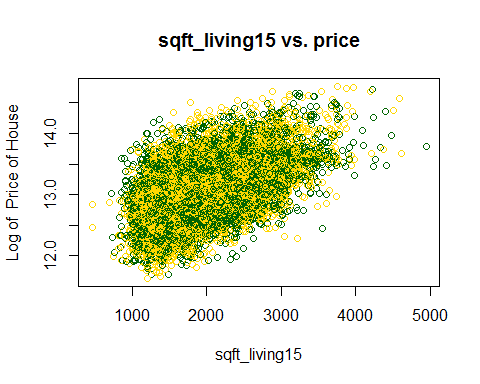 sqft_living15 vs. price
Log of  Price of House
14.0
13.0
12.0
1000 2000 3000 4000 5000
sqft_living15